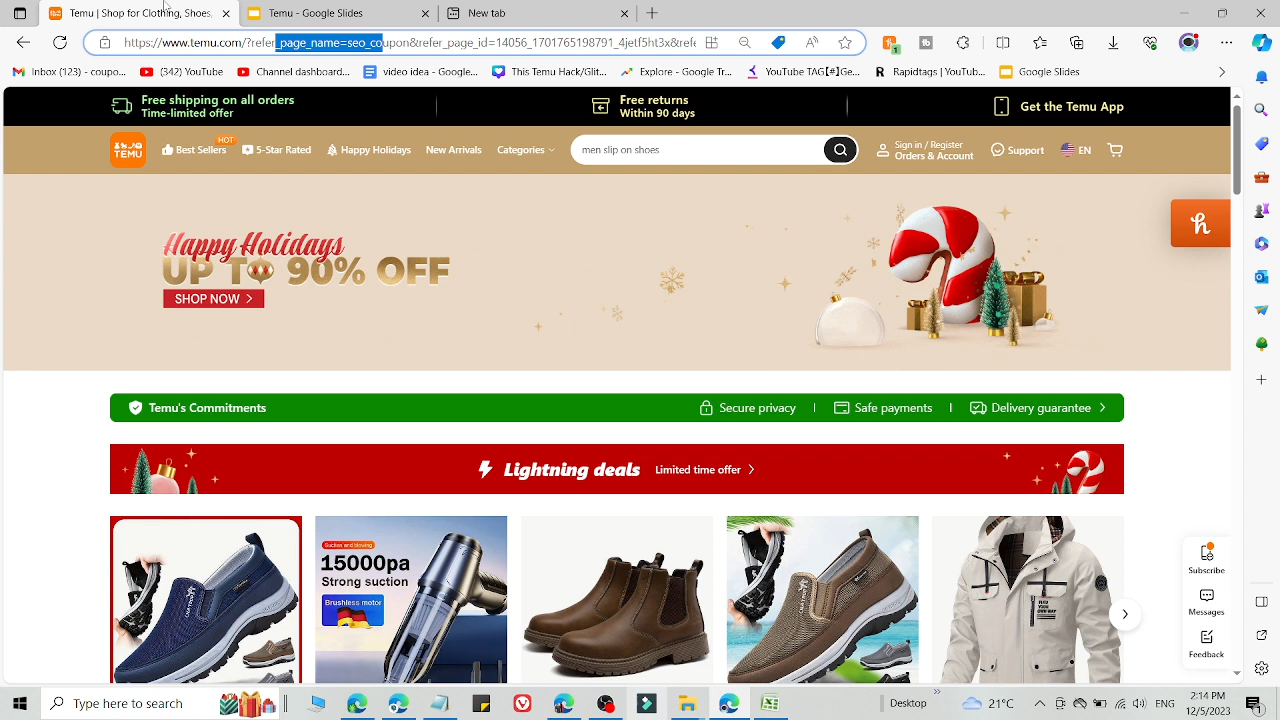 Temu | Shop for Clothing, Shoes
Temu - Google Slides
New tab
https://www.temu.com/?refer_page_name=seo_coupon&refer_page_id=14056_1701765198791_4jetf5ht3x&refe
Inbox (123) - coupo...
(342) YouTube
Channel dashboard...
video idea - Google...
This Temu Hack Glit...
Explore - Google Tr...
YouTube TAG[#] E...
Rapidtags | YouTub...
Google Slides
Free shipping on all orders
Time-limited offer
Free returns
Within 90 days
Get the Temu App
TEMU
Best Sellers
HOT
5-Star Rated
Happy Holidays
New Arrivals
Categories
men slip on shoes
Sign in / Register
Orders & Account
Support
EN
Happy Holidays
UP TO 90% OFF
SHOP NOW >
h
Temu's Commitments
Secure privacy
Safe payments
Delivery guarantee
Lightning deals
Limited time offer
Suction and blowing
15000pa
Strong suction
Brushless motor
Subscribe
Messages
Feedback
Type here to search
Desktop
21°C
ENG
2:14 PM
12/5/2023